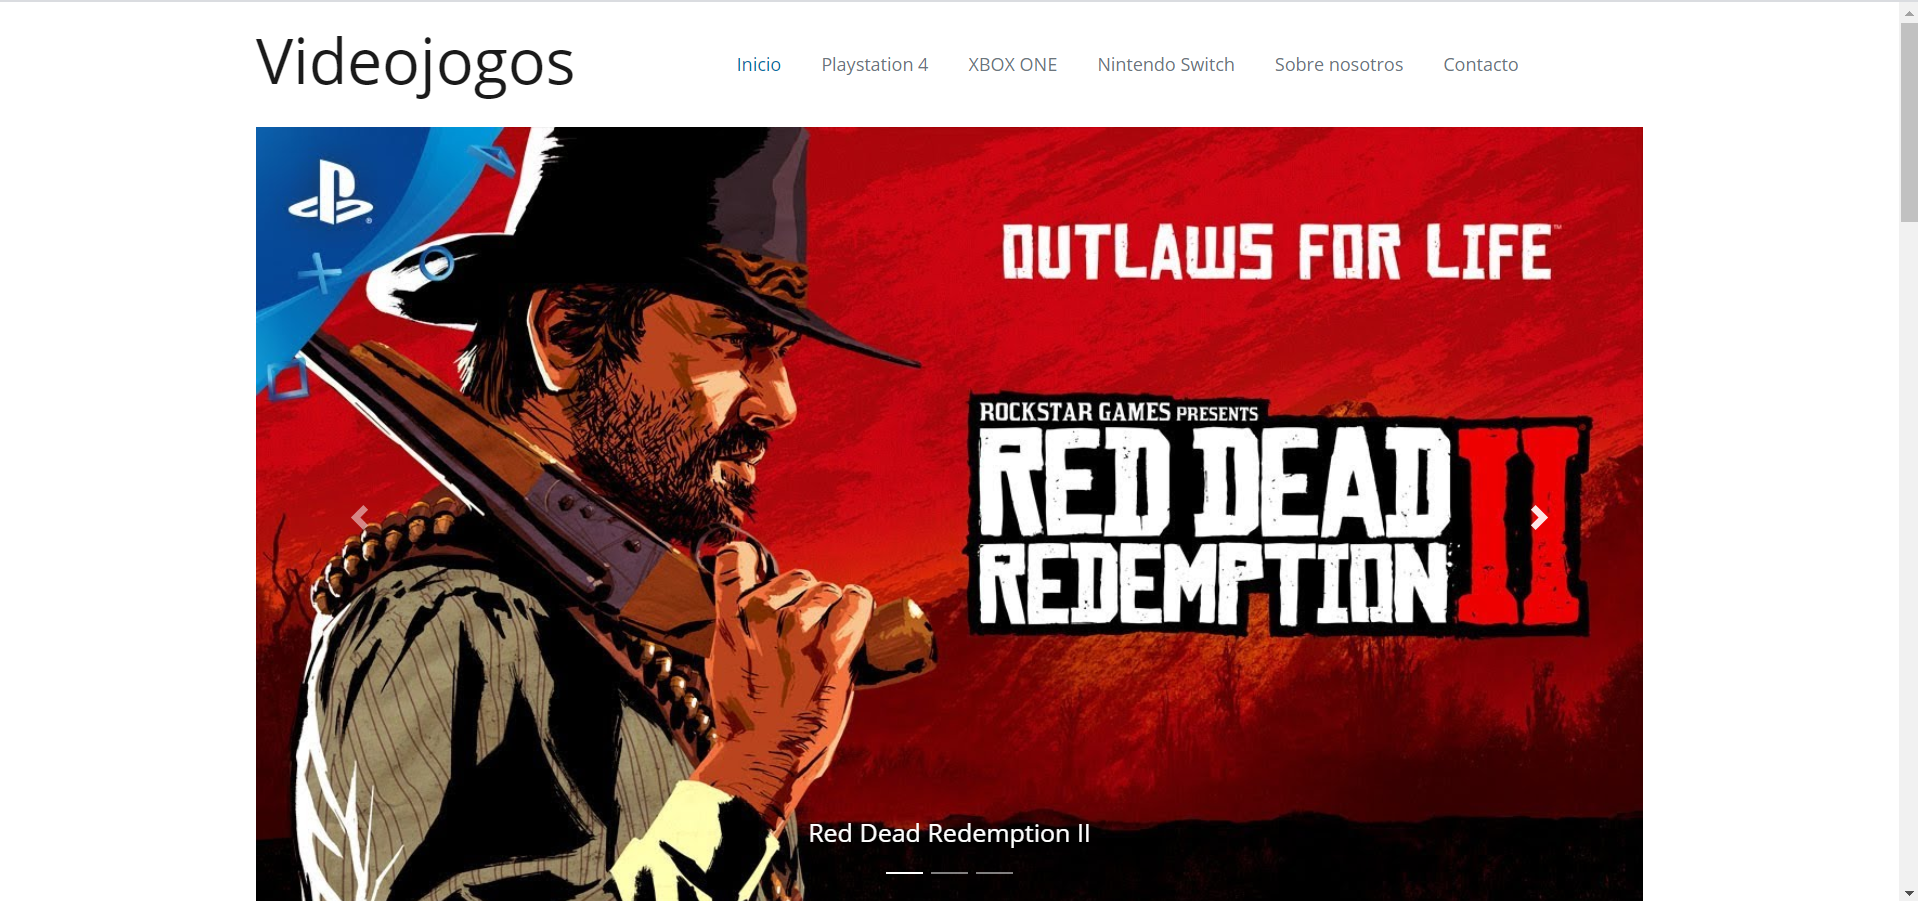 Videojogos
Inicio Playstation 4 XBOX ONE Nintendo Switch Sobre nosotros Contacto
OUTLAWS FOR LIFE™
ROCKSTAR GAMES PRESENTS
RED DEAD
REDEMPTION II
Red Dead Redemption II